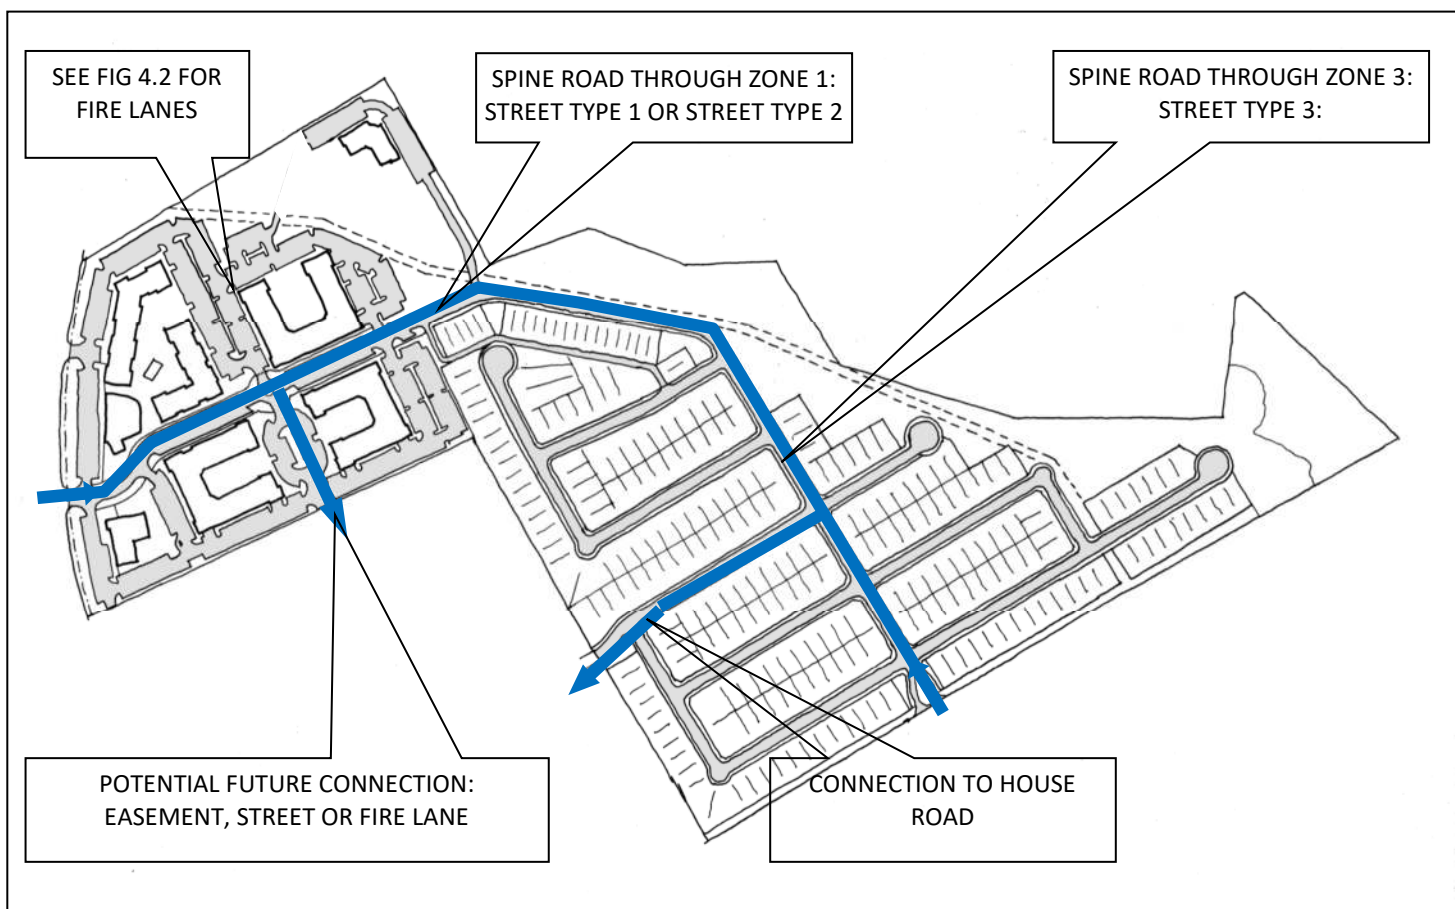 SEE FIG 4.2 FOR
FIRE LANES
SPINE ROAD THROUGH ZONE 1:
STREET TYPE 1 OR STREET TYPE 2
SPINE ROAD THROUGH ZONE 3:
STREET TYPE 3:
POTENTIAL FUTURE CONNECTION:
EASEMENT, STREET OR FIRE LANE
CONNECTION TO HOUSE
ROAD